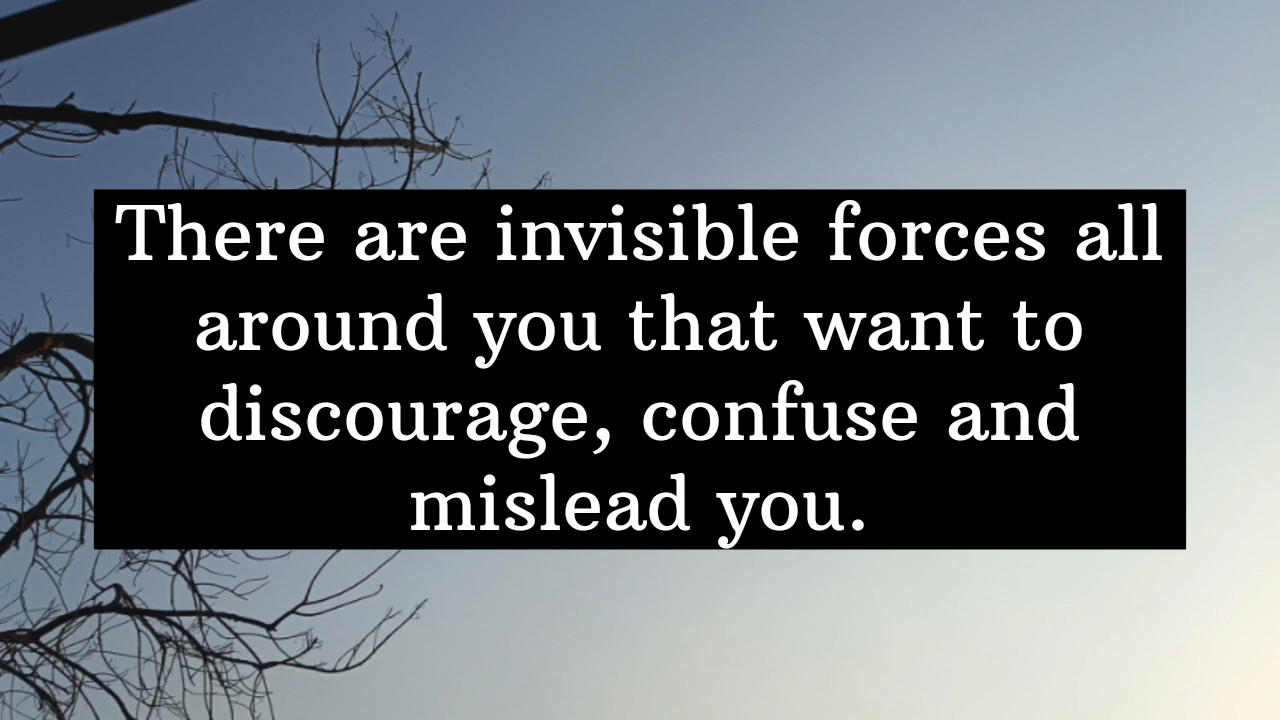 There are invisible forces all
around you that want to
discourage, confuse and
mislead you.